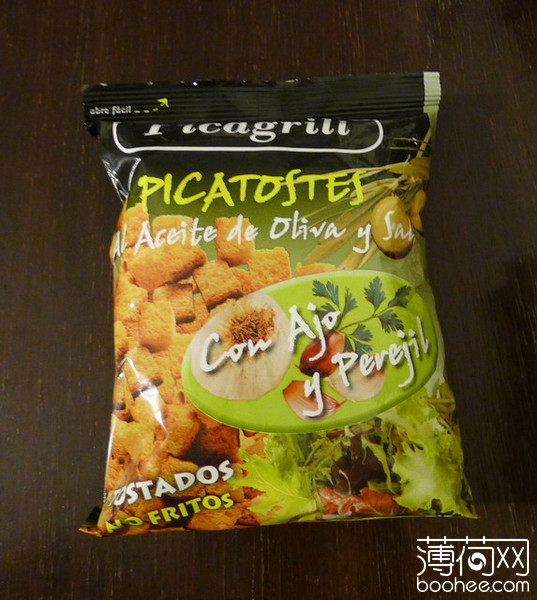 abre fácil
Picagrill
PICATOSTES
Al Aceite de Oliva y Sal
Con Ajo
y Perejil
TOSTADOS
NO FRITOS
薄荷网
boohee.com